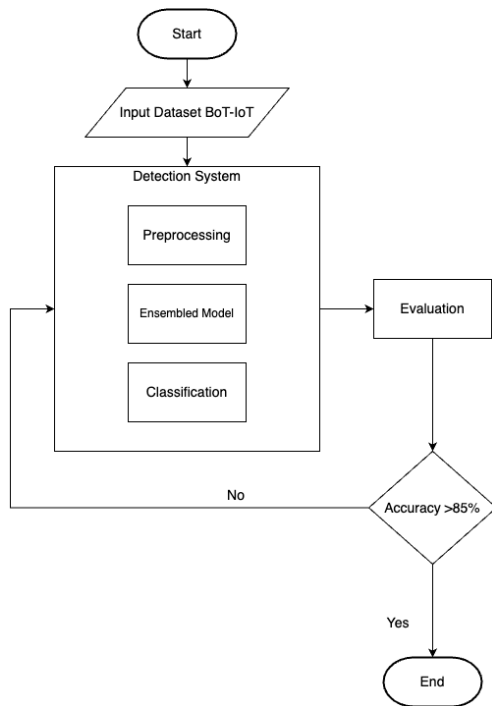 Start
Input Dataset BoT-IoT
Detection System
Preprocessing
Ensembled Model
Evaluation
Classification
No
Accuracy >85%
Yes
End